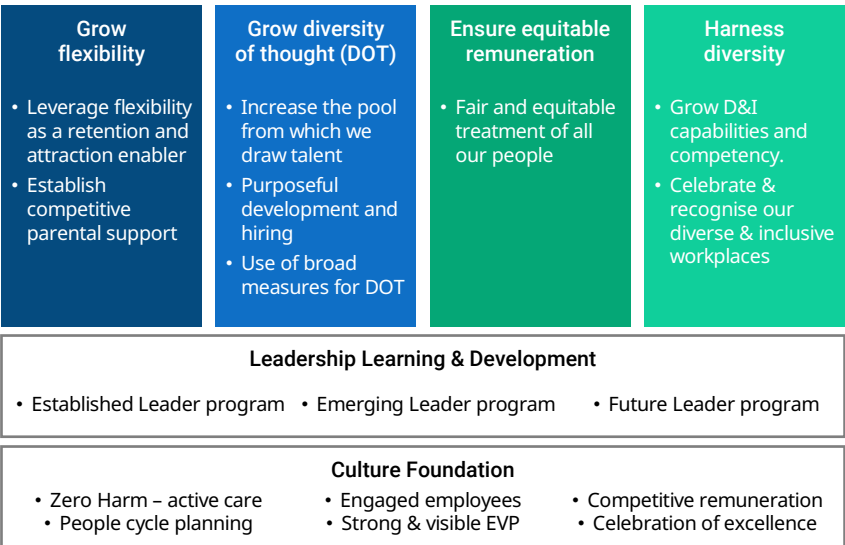 Grow
flexibility
• Leverage flexibility
as a retention and
attraction enabler
• Establish
competitive
parental support
Grow diversity
of thought (DOT)
• Increase the pool
from which we
draw talent
• Purposeful
development and
hiring
• Use of broad
measures for DOT
Ensure equitable
remuneration
• Fair and equitable
treatment of all
our people
Harness
diversity
• Grow D&I
capabilities and
competency.
• Celebrate &
recognise our
diverse & inclusive
workplaces
Leadership Learning & Development
• Established Leader program • Emerging Leader program • Future Leader program
Culture Foundation
• Zero Harm – active care • Engaged employees • Competitive remuneration
• People cycle planning • Strong & visible EVP • Celebration of excellence